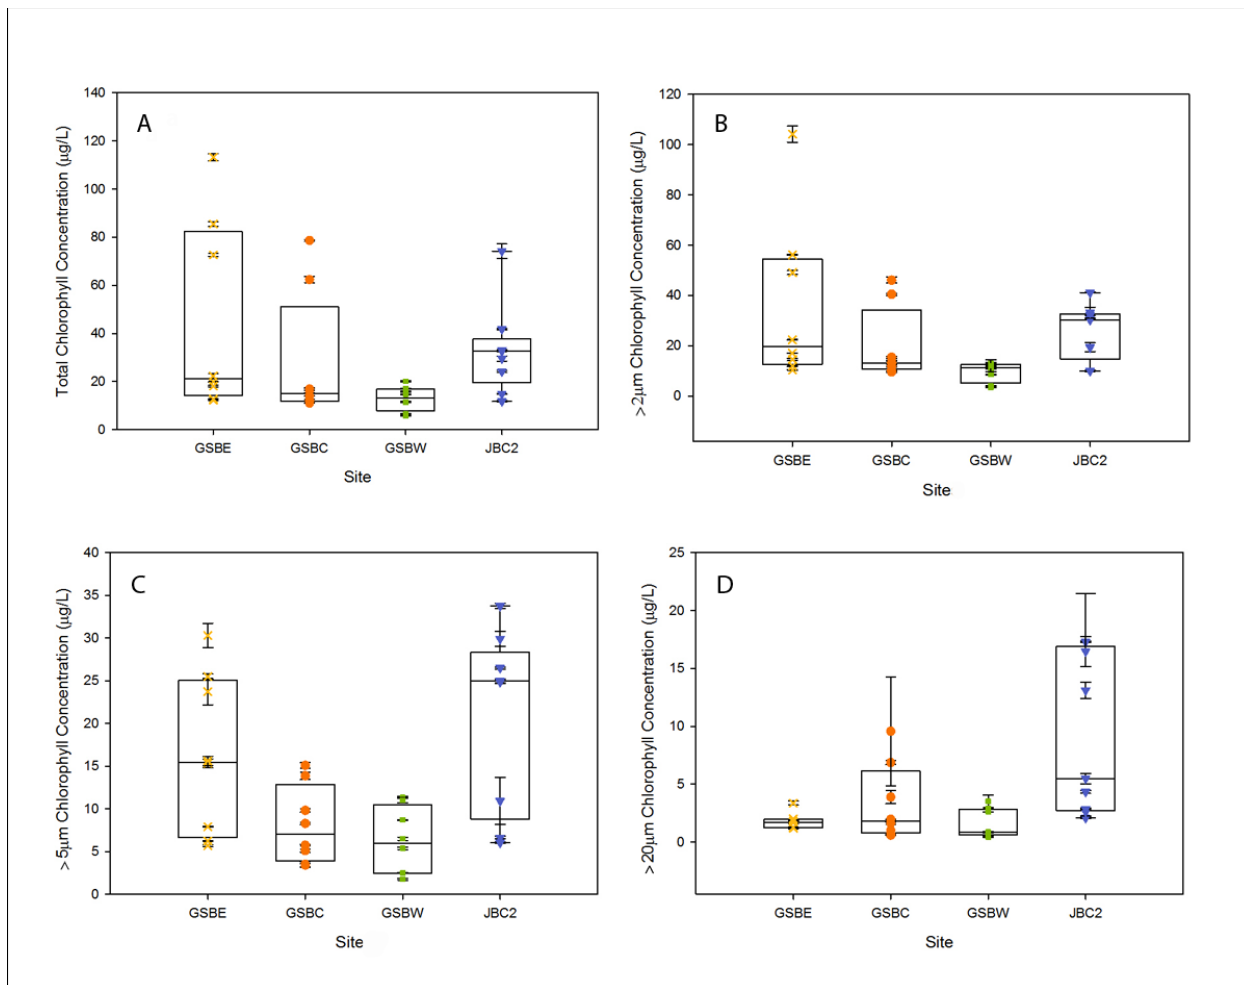 A
Total Chlorophyll Concentration (µg/L)
140
120
100
80
60
40
20
0
GSBE GSBC GSBW JBC2
Site
B
>2µm Chlorophyll Concentration (µg/L)
120
100
80
60
40
20
0
GSBE GSBC GSBW JBC2
Site
C
>5µm Chlorophyll Concentration (µg/L)
40
35
30
25
20
15
10
5
0
GSBE GSBC GSBW JBC2
Site
D
>20µm Chlorophyll Concentration (µg/L)
25
20
15
10
5
0
GSBE GSBC GSBW JBC2
Site